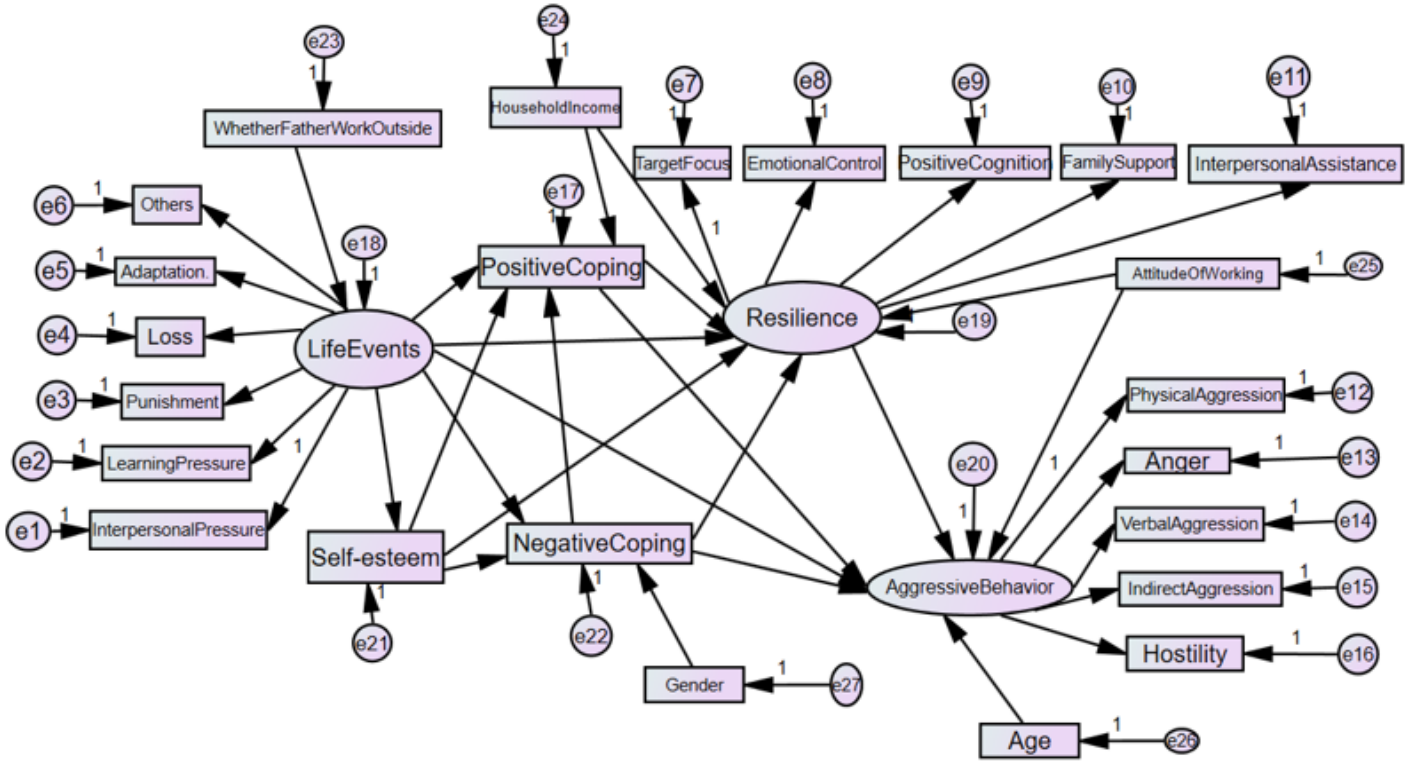 e24
1
e23
1
HouseholdIncome
WhetherFatherWorkOutside
e7
1
e8
1
e9
1
e10
1
e11
1
TargetFocus
EmotionalControl
PositiveCognition
FamilySupport
InterpersonalAssistance
e6
1
Others
e17
1
1
e18
1
e5
1
Adaptation.
PositiveCoping
AttitudeOfWorking
1
e25
e4
1
Loss
LifeEvents
Resilience
e19
e3
1
Punishment
PhysicalAggression
1
e12
e2
1
LearningPressure
1
1
Anger
1
e13
e20
1
e1
1
InterpersonalPressure
VerbalAggression
1
e14
Self-esteem
NegativeCoping
AggressiveBehavior
IndirectAggression
1
e15
1
e21
1
e22
Hostility
1
e16
Gender
1
e27
Age
1
e26